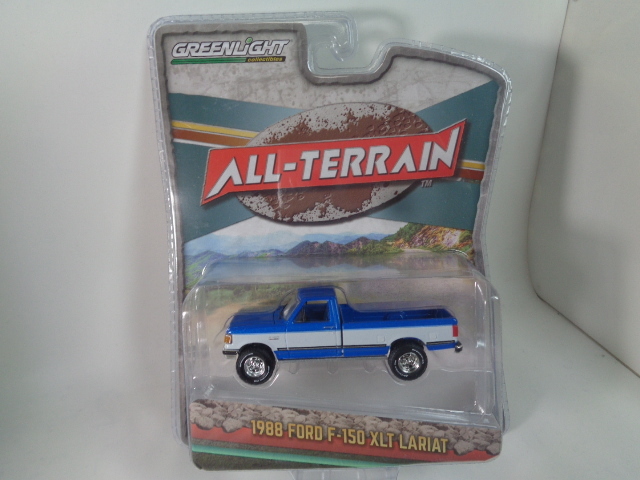 GREENLIGHT
collectibles
ALL-TERRAIN
TM
1988 FORD F-150 XLT LARIAT